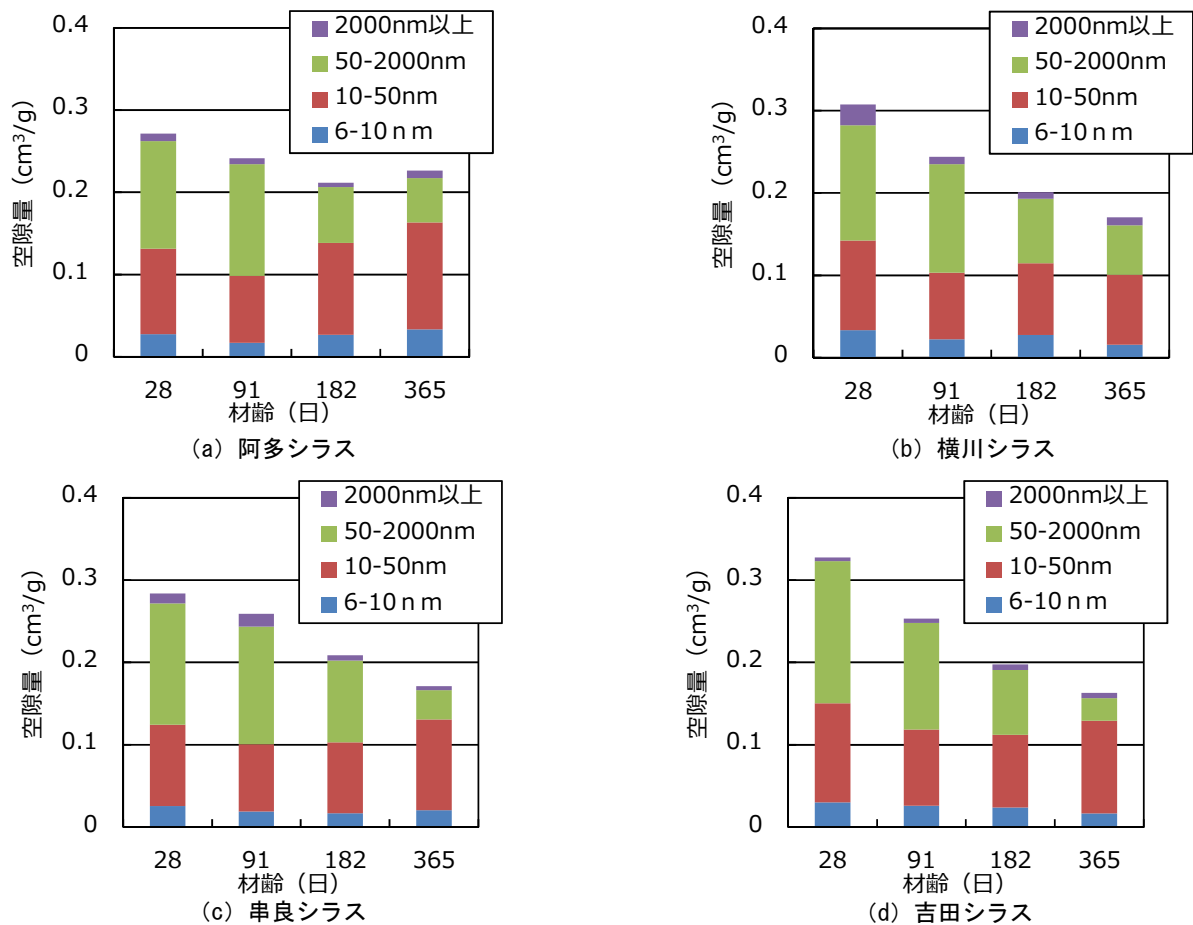 0.4
0.3
0.2
0.1
0
空隙量（cm³/g）
2000nm以上
50-2000nm
10-50nm
6-10ｎｍ
28 91 182 365
材齢（日）
（a）阿多シラス
0.4
0.3
0.2
0.1
0
空隙量（cm³/g）
2000nm以上
50-2000nm
10-50nm
6-10ｎｍ
28 91 182 365
材齢（日）
（b）横川シラス
0.4
0.3
0.2
0.1
0
空隙量（cm³/g）
2000nm以上
50-2000nm
10-50nm
6-10ｎｍ
28 91 182 365
材齢（日）
（c）串良シラス
0.4
0.3
0.2
0.1
0
空隙量（cm³/g）
2000nm以上
50-2000nm
10-50nm
6-10ｎｍ
28 91 182 365
材齢（日）
（d）吉田シラス